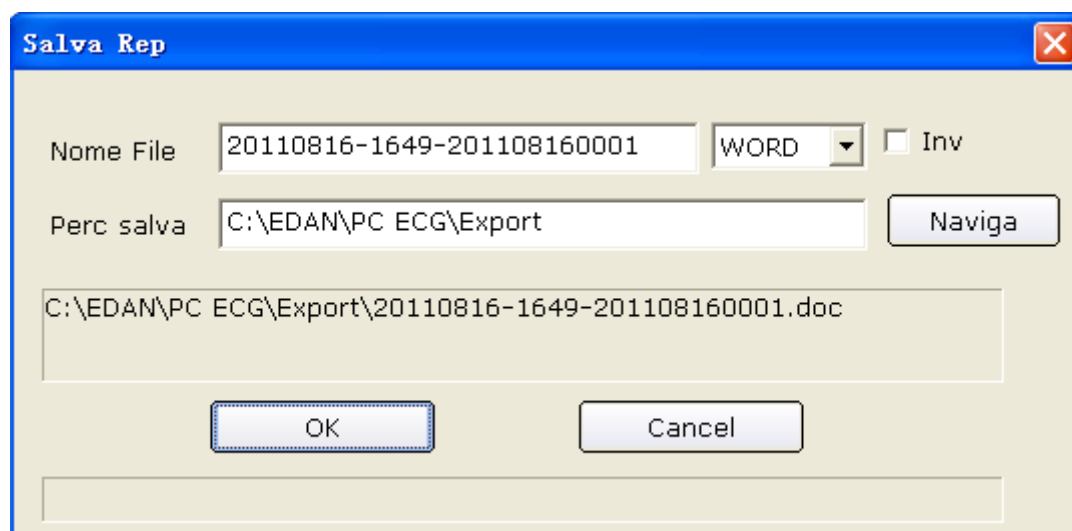 Salva Rep
Nome File 20110816-1649-201108160001 WORD Inv
Perc salva C:\EDAN\PC ECG\Export Naviga
C:\EDAN\PC ECG\Export\20110816-1649-201108160001.doc
OK Cancel